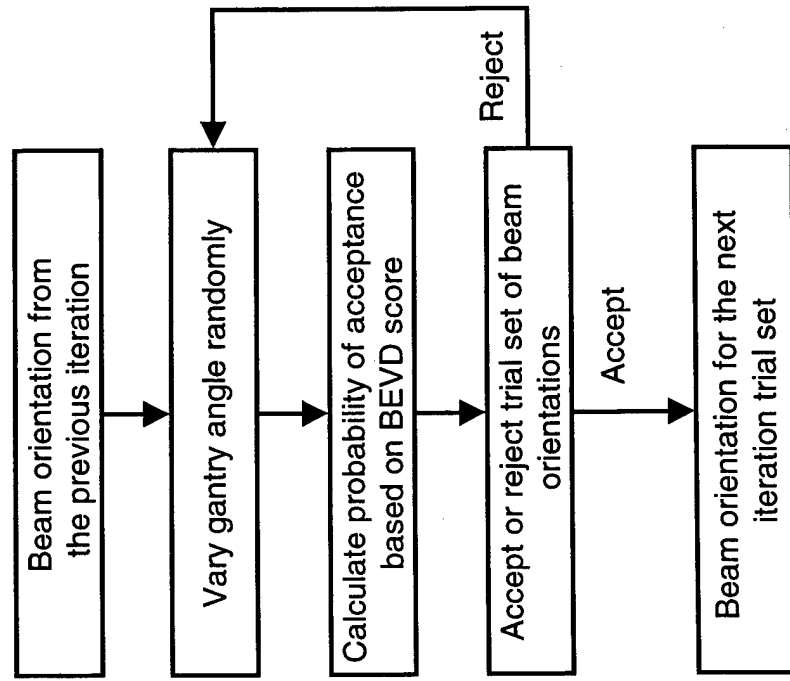 Beam orientation from
the previous iteration
Vary gantry angle randomly
Calculate probability of acceptance
based on BEVD score
Accept or reject trial set of beam
orientations
Reject
Accept
Beam orientation for the next
iteration trial set